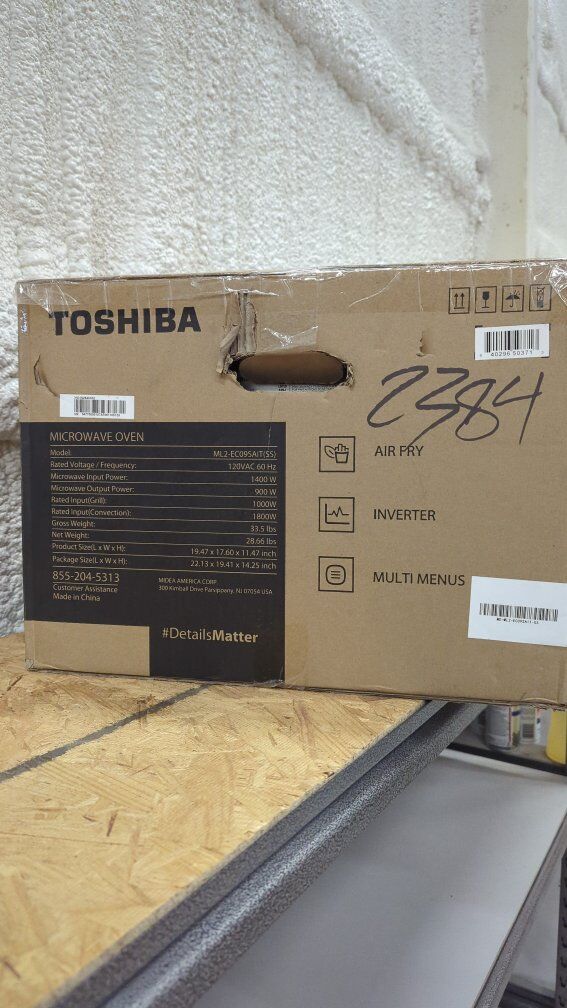 TOSHIBA
40296 50371
2384
MICROWAVE OVEN
Model: ML2-EC09SAIT(SS)
Rated Voltage / Frequency: 120VAC 60 Hz
Microwave Input Power: 1400 W
Microwave Output Power: 900 W
Rated Input(Grill): 1000W
Rated Input(Convection): 1800W
Gross Weight: 33.5 lbs
Net Weight: 28.66 lbs
Product Size(L x W x H): 19.47 x 17.60 x 11.47 inch
Package Size(L x W x H): 22.13 x 19.41 x 14.25 inch
855-204-5313
Customer Assistance
Made in China
MIDEA AMERICA CORP
300 Kimball Drive Parsippany, NJ 07054 USA
#DetailsMatter
AIR FRY
INVERTER
MULTI MENUS